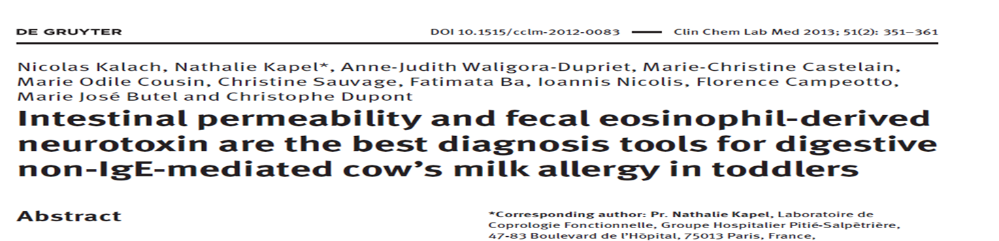 DE GRUYTER DOI 10.1515/cclm-2012-0083 — Clin Chem Lab Med 2013; 51(2): 351–361
Nicolas Kalach, Nathalie Kapel*, Anne-Judith Waligora-Dupriet, Marie-Christine Castelain,
Marie Odile Cousin, Christine Sauvage, Fatimata Ba, Ioannis Nicolis, Florence Campeotto,
Marie José Butel and Christophe Dupont
Intestinal permeability and fecal eosinophil-derived
neurotoxin are the best diagnosis tools for digestive
non-IgE-mediated cow’s milk allergy in toddlers
Abstract
*Corresponding author: Pr. Nathalie Kapel, Laboratoire de
Coprologie Fonctionnelle, Groupe Hospitalier Pitié-Salpêtrière,
47-83 Boulevard de l’Hôpital, 75013 Paris, France,